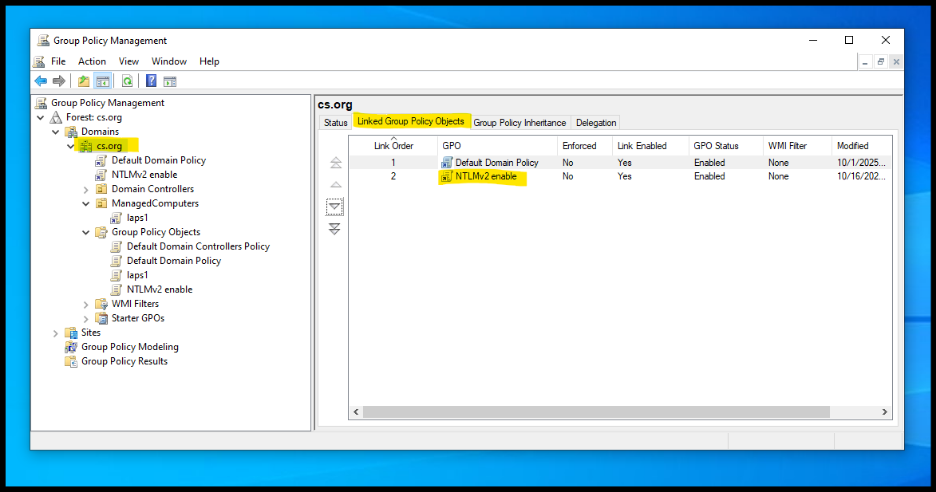 Group Policy Management
File Action View Window Help
Group Policy Management
Forest: cs.org
Domains
cs.org
Default Domain Policy
NTLMv2 enable
Domain Controllers
ManagedComputers
laps1
Group Policy Objects
Default Domain Controllers Policy
Default Domain Policy
laps1
NTLMv2 enable
WMI Filters
Starter GPOs
Sites
Group Policy Modeling
Group Policy Results
cs.org
Status Linked Group Policy Objects Group Policy Inheritance Delegation
Link Order GPO Enforced Link Enabled GPO Status WMI Filter Modified
1 Default Domain Policy No Yes Enabled None 10/1/2025...
2 NTLMv2 enable No Yes Enabled None 10/16/202...